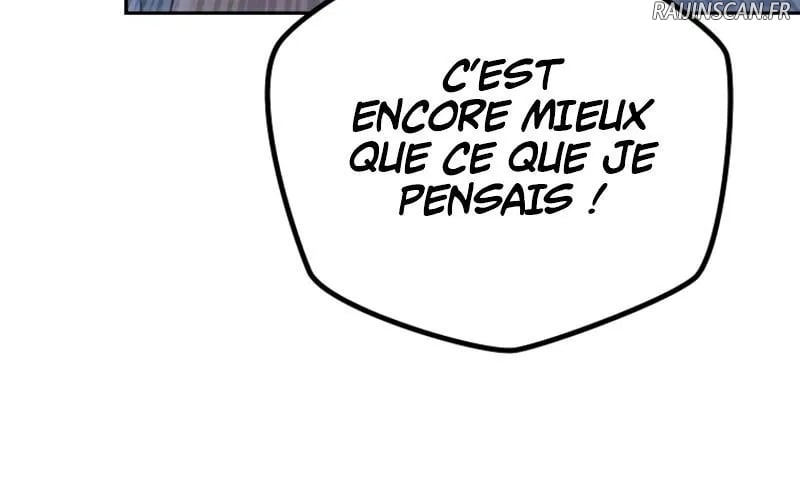 RAIJINSCAN.FR
C'EST
ENCORE MIEUX
QUE CE QUE JE
PENSAIS !